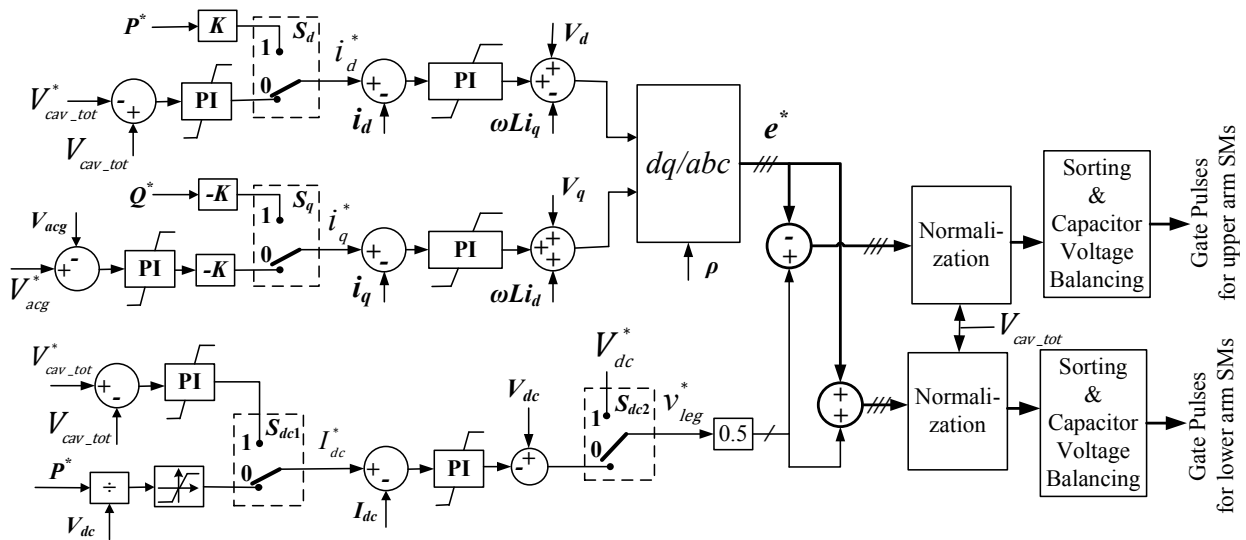 P*
K
S_d
1
0
V*_cav_tot
-
+
V_cav_tot
PI
i*_d
+
-
i_d
PI
V_d
+
+
-
ωLi_q
Q*
-K
S_q
1
0
V_acg
+
-
V*_acg
PI
-K
i*_q
+
-
i_q
PI
V_q
+
+
+
ωLi_d
dq/abc
ρ
e*
-
+
+
+
Normali-
zation
Sorting
&
Capacitor
Voltage
Balancing
Gate Pulses
for upper arm SMs
V_cav_tot
Normali-
zation
Sorting
&
Capacitor
Voltage
Balancing
Gate Pulses
for lower arm SMs
V*_cav_tot
+
-
V_cav_tot
PI
S_dc1
1
0
P*
÷
V_dc
I*_dc
+
-
I_dc
PI
V_dc
-
+
V*_dc
S_dc2
1
0
v*_leg
0.5